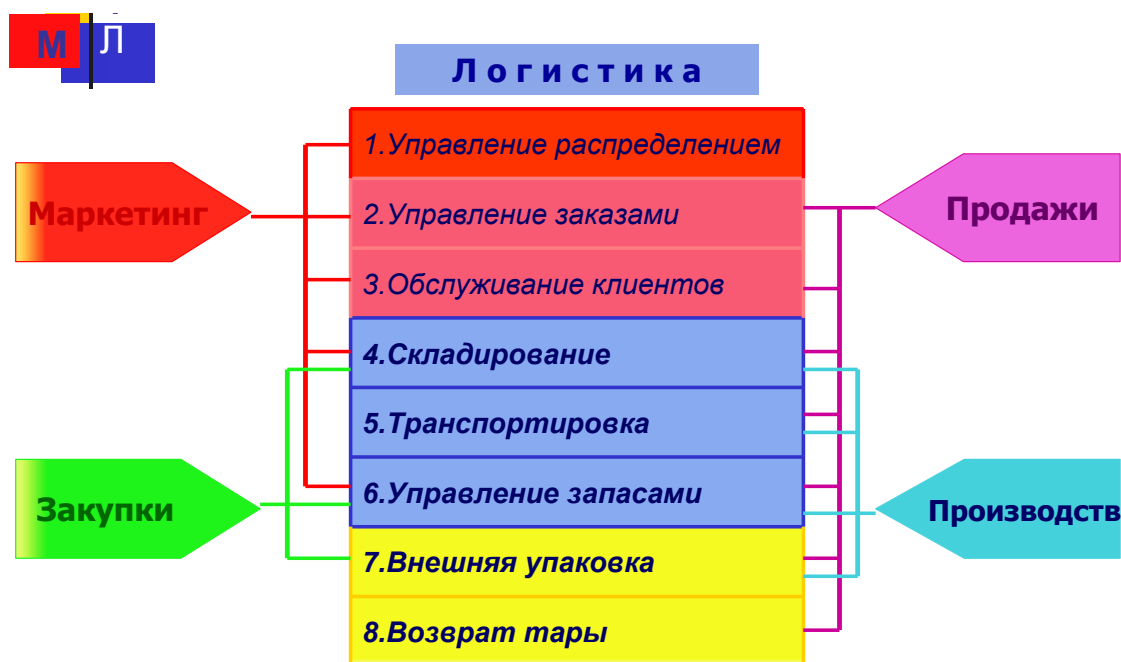 М Л
Л о г и с т и к а
1.Управление распределением
Маркетинг
2.Управление заказами
Продажи
3.Обслуживание клиентов
4.Складирование
5.Транспортировка
6.Управление запасами
Закупки
Производств
7.Внешняя упаковка
8.Возврат тары